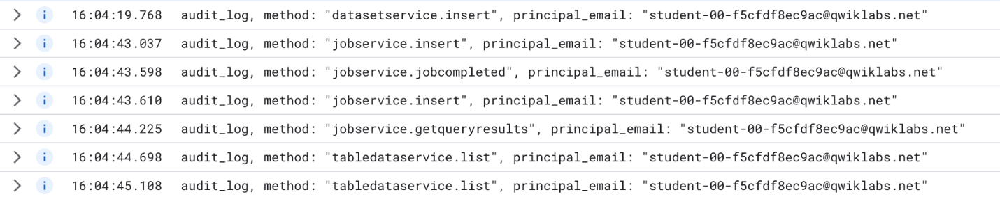 16:04:19.768 audit_log, method: "datasetservice.insert", principal_email: "student-00-f5cfdf8ec9ac@qwiklabs.net"
16:04:43.037 audit_log, method: "jobservice.insert", principal_email: "student-00-f5cfdf8ec9ac@qwiklabs.net"
16:04:43.598 audit_log, method: "jobservice.jobcompleted", principal_email: "student-00-f5cfdf8ec9ac@qwiklabs.net"
16:04:43.610 audit_log, method: "jobservice.insert", principal_email: "student-00-f5cfdf8ec9ac@qwiklabs.net"
16:04:44.225 audit_log, method: "jobservice.getqueryresults", principal_email: "student-00-f5cfdf8ec9ac@qwiklabs.net"
16:04:44.698 audit_log, method: "tabledataservice.list", principal_email: "student-00-f5cfdf8ec9ac@qwiklabs.net"
16:04:45.108 audit_log, method: "tabledataservice.list", principal_email: "student-00-f5cfdf8ec9ac@qwiklabs.net"